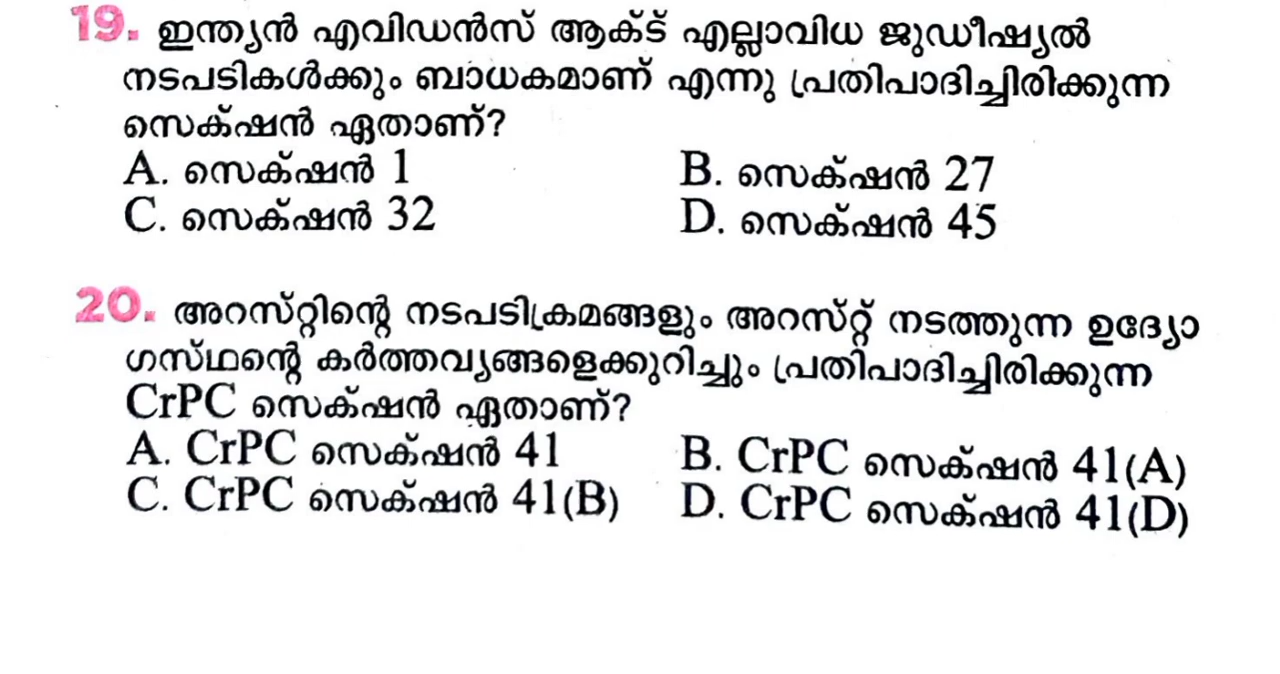 19. ഇന്ത്യൻ എവിഡൻസ് ആക്ട് എല്ലാവിധ ജുഡീഷ്യൽ
നടപടികൾക്കും ബാധകമാണ് എന്നു പ്രതിപാദിച്ചിരിക്കുന്ന
സെക്‌ഷൻ ഏതാണ്?
A. സെക്‌ഷൻ 1 B. സെക്‌ഷൻ 27
C. സെക്‌ഷൻ 32 D. സെക്‌ഷൻ 45
20. അറസ്റ്റിന്റെ നടപടിക്രമങ്ങളും അറസ്റ്റ് നടത്തുന്ന ഉദ്യോ
ഗസ്ഥന്റെ കർത്തവ്യങ്ങളെക്കുറിച്ചും പ്രതിപാദിച്ചിരിക്കുന്ന
CrPC സെക്‌ഷൻ ഏതാണ്?
A. CrPC സെക്‌ഷൻ 41 B. CrPC സെക്‌ഷൻ 41(A)
C. CrPC സെക്‌ഷൻ 41(B) D. CrPC സെക്‌ഷൻ 41(D)